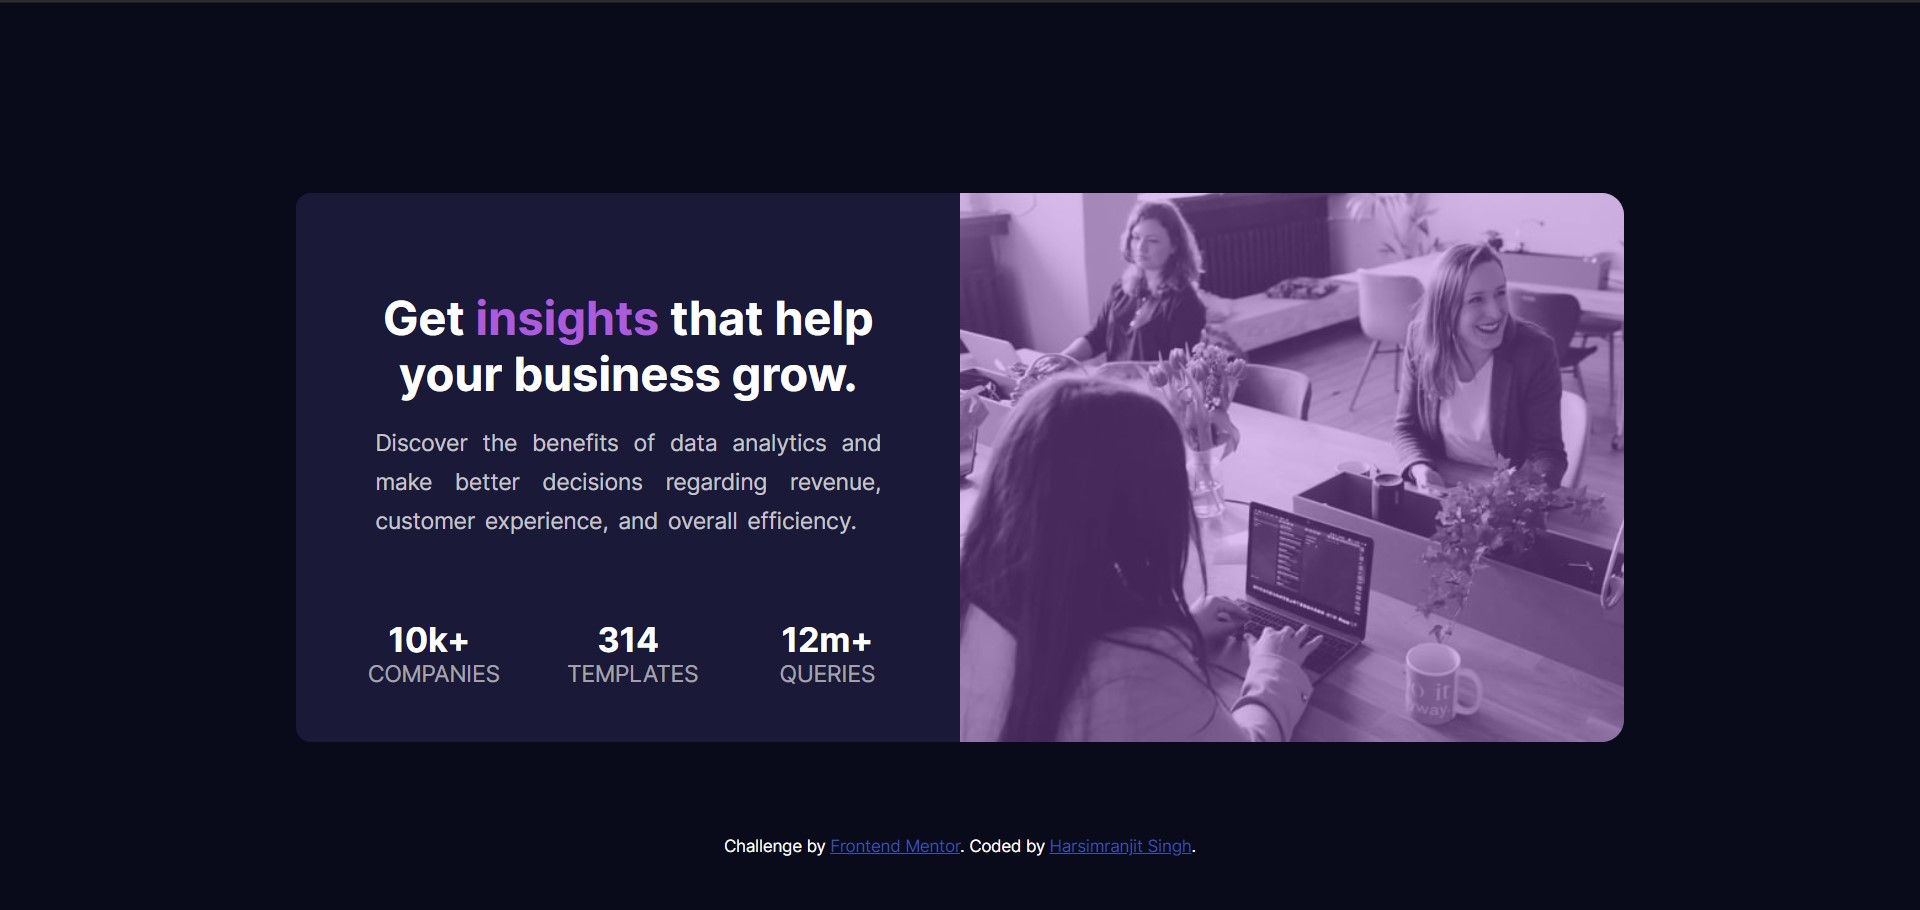 Get insights that help
your business grow.
Discover the benefits of data analytics and
make better decisions regarding revenue,
customer experience, and overall efficiency.
10k+ 314 12m+
COMPANIES TEMPLATES QUERIES
Challenge by Frontend Mentor. Coded by Harsimranjit Singh.